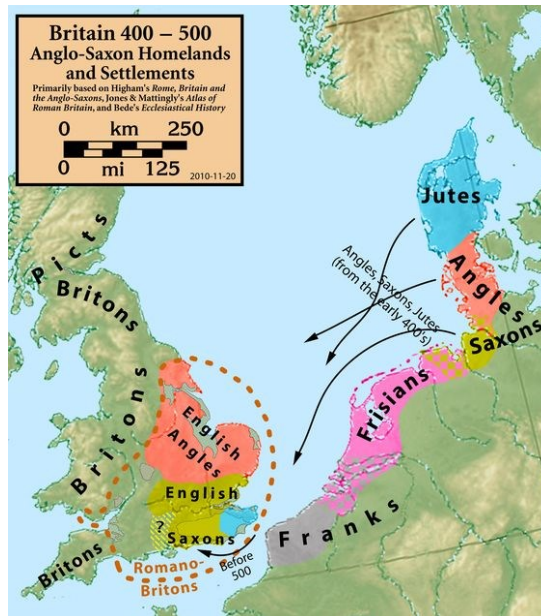 Britain 400 – 500
Anglo-Saxon Homelands
and Settlements
Primarily based on Higham's Rome, Britain and
the Anglo-Saxons, Jones & Mattingly's Atlas of
Roman Britain, and Bede's Ecclesiastical History
0 km 250
0 mi 125
2010-11-20
Jutes
Angles
Saxons
Angles, Saxons, Jutes
(from the early 400's)
Frisians
Franks
Picts
Britons
Britons
Britons
English
Angles
English
Saxons
?
Before
500
Romano-
Britons